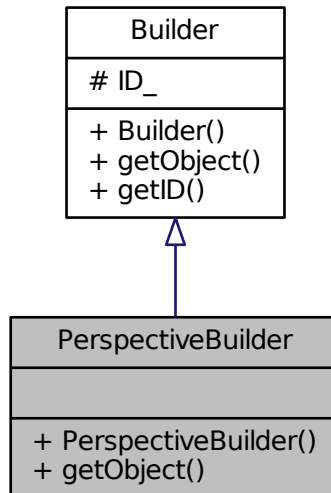 Builder
# ID_
+ Builder()
+ getObject()
+ getID()
PerspectiveBuilder
+ PerspectiveBuilder()
+ getObject()